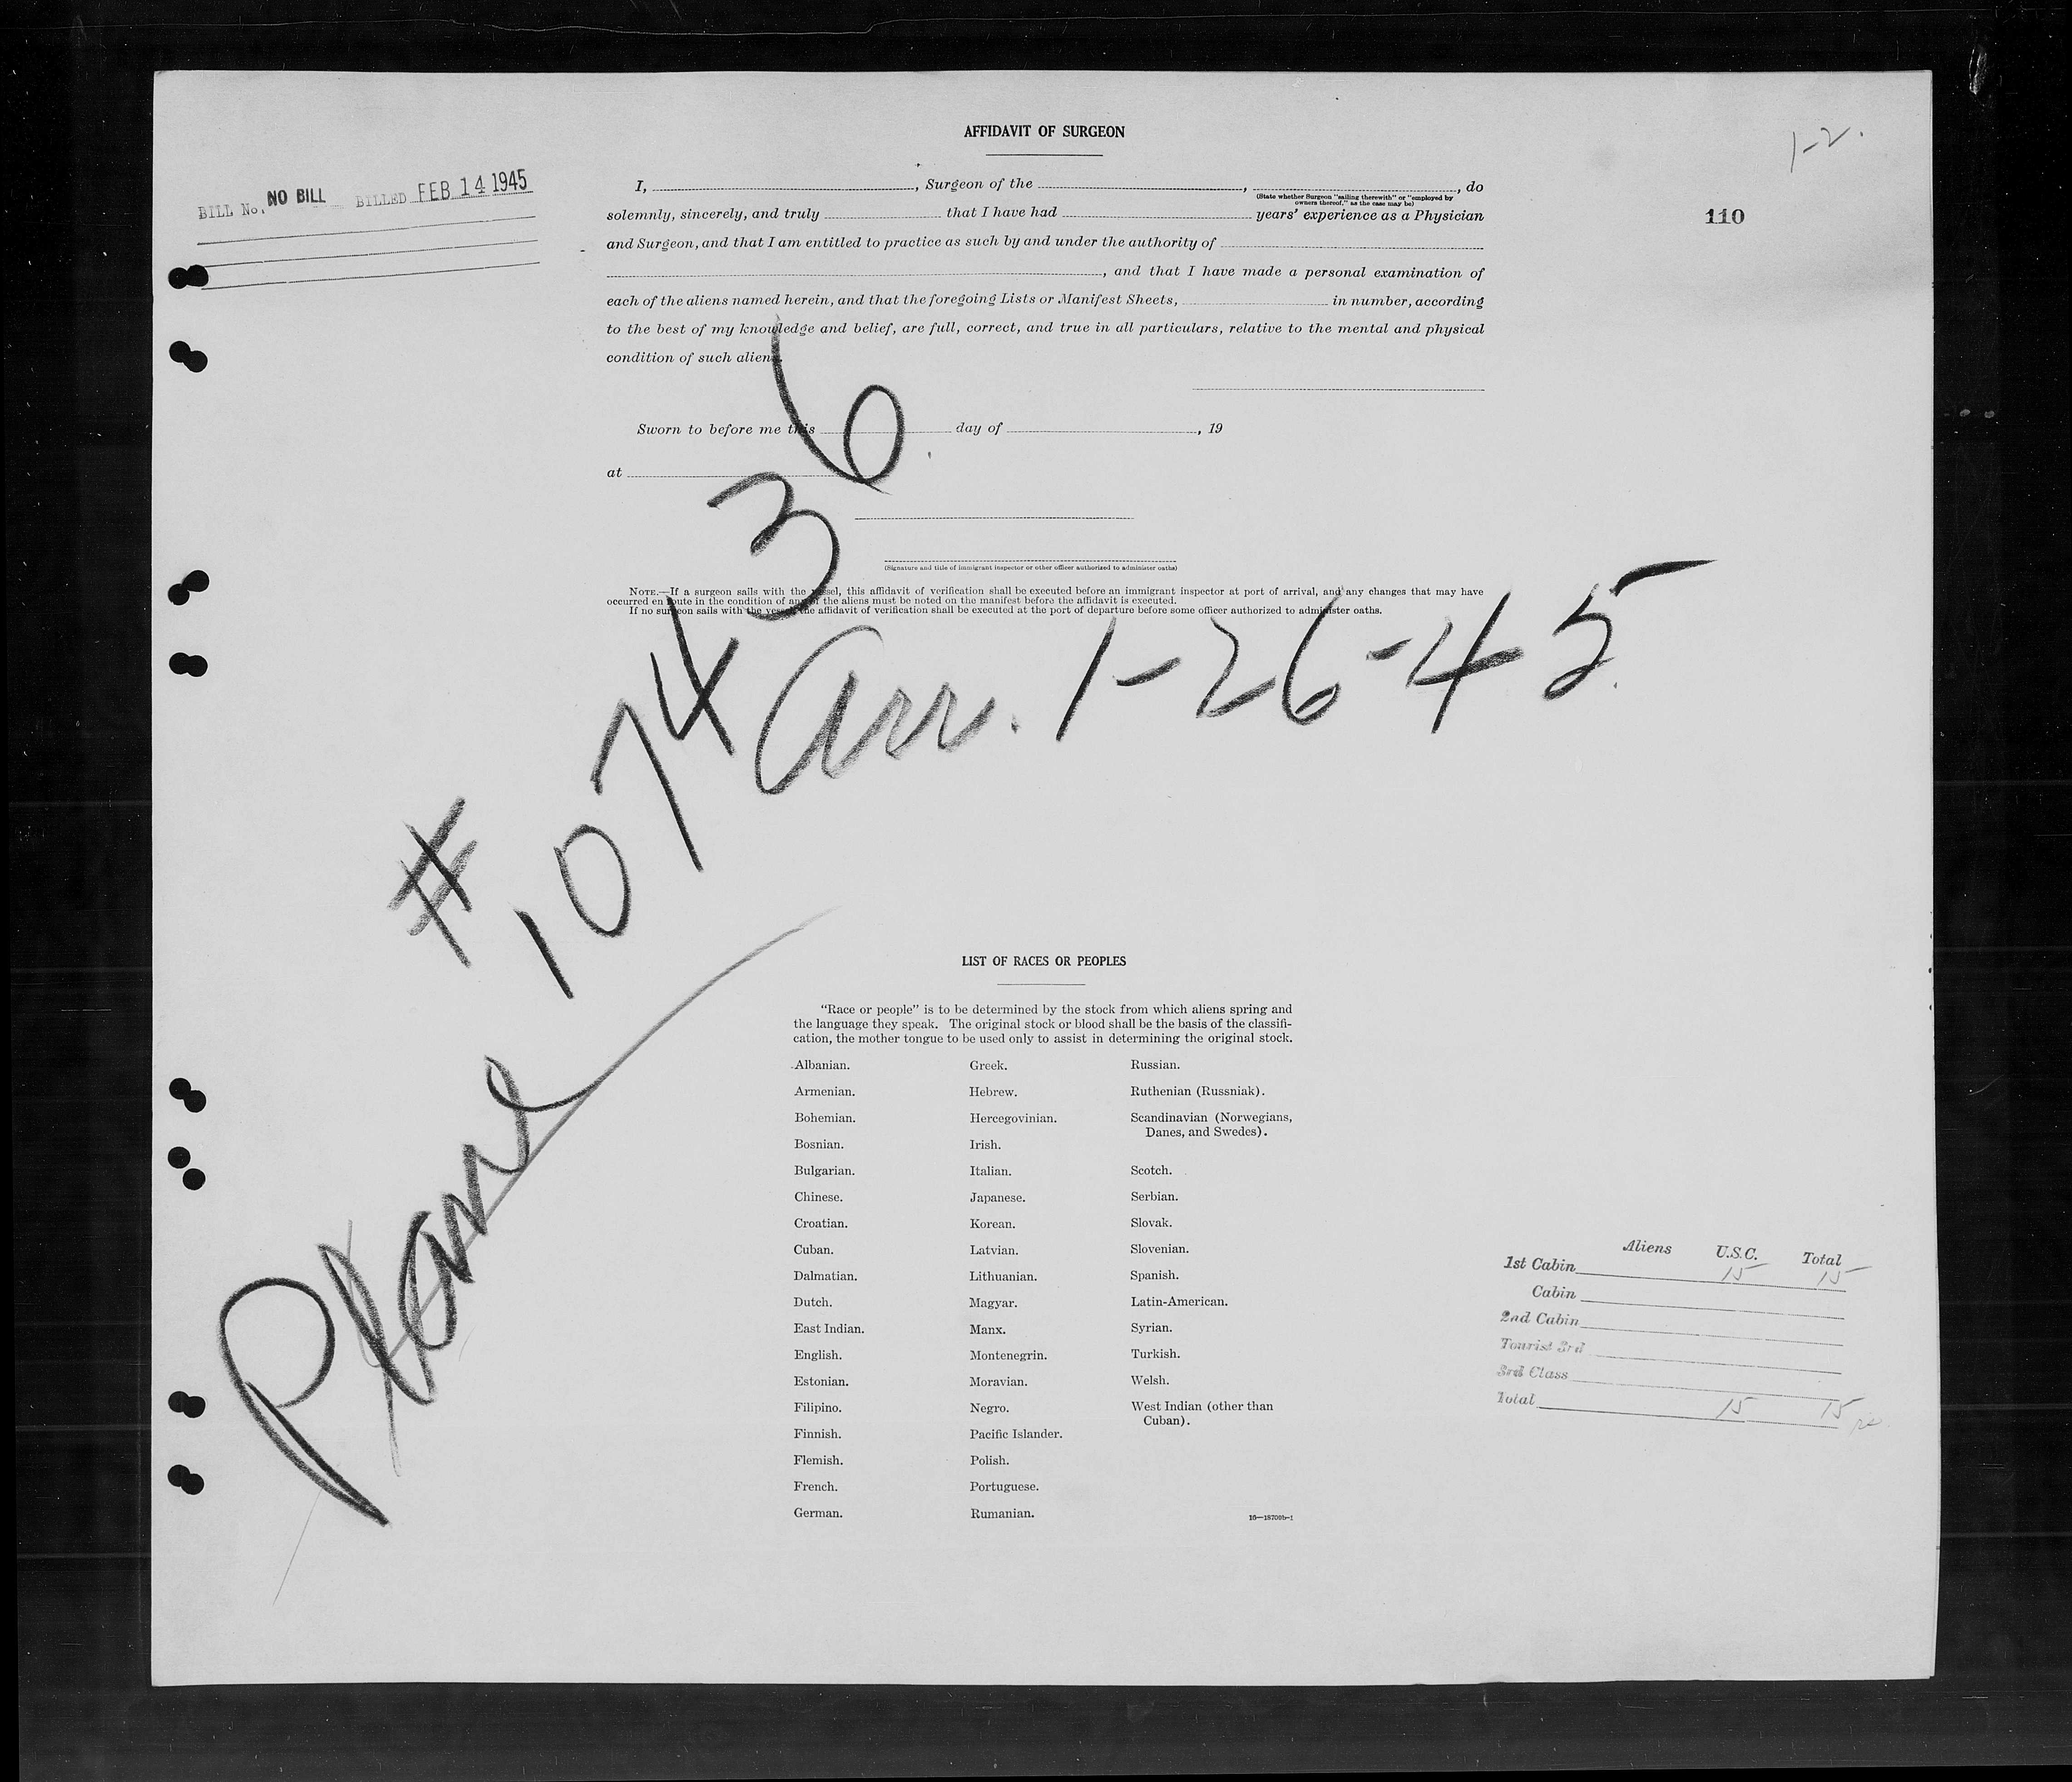 AFFIDAVIT OF SURGEON
1-2.
BILL No. NO BILL BILLED FEB 14 1945
110
I, , Surgeon of the , , do
(State whether Surgeon "sailing therewith" or "employed by
owners thereof," as the case may be)
solemnly, sincerely, and truly that I have had years' experience as a Physician
and Surgeon, and that I am entitled to practice as such by and under the authority of
, and that I have made a personal examination of
each of the aliens named herein, and that the foregoing Lists or Manifest Sheets, in number, according
to the best of my knowledge and belief, are full, correct, and true in all particulars, relative to the mental and physical
condition of such aliens.
Sworn to before me this day of , 19
at
(Signature and title of immigrant inspector or other officer authorized to administer oaths)
NOTE.—If a surgeon sails with the vessel, this affidavit of verification shall be executed before an immigrant inspector at port of arrival, and any changes that may have
occurred en route in the condition of any of the aliens must be noted on the manifest before the affidavit is executed.
If no surgeon sails with the vessel, the affidavit of verification shall be executed at the port of departure before some officer authorized to administer oaths.
Plane
# 107436
arr. 1-26-45
LIST OF RACES OR PEOPLES
"Race or people" is to be determined by the stock from which aliens spring and
the language they speak. The original stock or blood shall be the basis of the classifi-
cation, the mother tongue to be used only to assist in determining the original stock.
Albanian.
Armenian.
Bohemian.
Bosnian.
Bulgarian.
Chinese.
Croatian.
Cuban.
Dalmatian.
Dutch.
East Indian.
English.
Estonian.
Filipino.
Finnish.
Flemish.
French.
German.
Greek.
Hebrew.
Hercegovinian.
Irish.
Italian.
Japanese.
Korean.
Latvian.
Lithuanian.
Magyar.
Manx.
Montenegrin.
Moravian.
Negro.
Pacific Islander.
Polish.
Portuguese.
Rumanian.
Russian.
Ruthenian (Russniak).
Scandinavian (Norwegians,
Danes, and Swedes).
Scotch.
Serbian.
Slovak.
Slovenian.
Spanish.
Latin-American.
Syrian.
Turkish.
Welsh.
West Indian (other than
Cuban).
16—18700b-1
Aliens U.S.C. Total
1st Cabin 15 15
Cabin
2nd Cabin
Tourist 3rd
3rd Class
Total 15 15